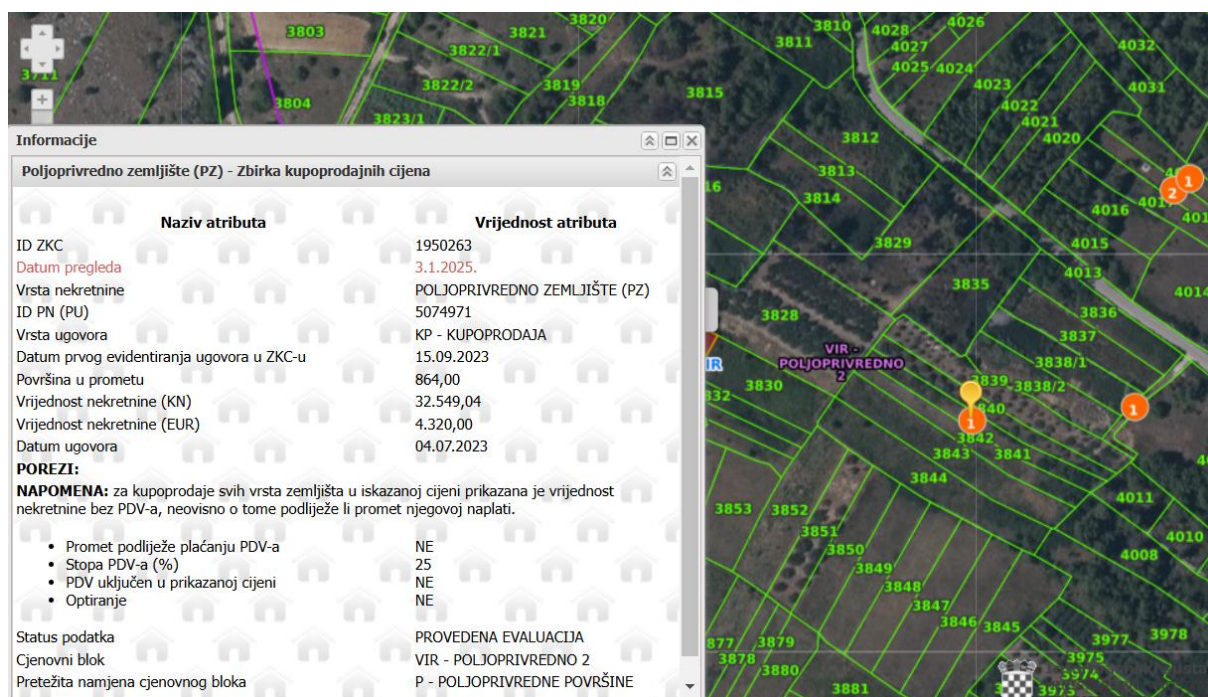 Informacije
Poljoprivredno zemljište (PZ) - Zbirka kupoprodajnih cijena
Naziv atributa Vrijednost atributa
ID ZKC 1950263
Datum pregleda 3.1.2025.
Vrsta nekretnine POLJOPRIVREDNO ZEMLJIŠTE (PZ)
ID PN (PU) 5074971
Vrsta ugovora KP - KUPOPRODAJA
Datum prvog evidentiranja ugovora u ZKC-u 15.09.2023
Površina u prometu 864,00
Vrijednost nekretnine (KN) 32.549,04
Vrijednost nekretnine (EUR) 4.320,00
Datum ugovora 04.07.2023
POREZI:
NAPOMENA: za kupoprodaje svih vrsta zemljišta u iskazanoj cijeni prikazana je vrijednost
nekretnine bez PDV-a, neovisno o tome podliježe li promet njegovoj naplati.
• Promet podliježe plaćanju PDV-a NE
• Stopa PDV-a (%) 25
• PDV uključen u prikazanoj cijeni NE
• Optiranje NE
Status podatka PROVEDENA EVALUACIJA
Cjenovni blok VIR - POLJOPRIVREDNO 2
Pretežita namjena cjenovnog bloka P - POLJOPRIVREDNE POVRŠINE
3803
3821
3820
3822/1
3822/2
3819
3818
3804
3823/1
3815
3810
3811
4028
4026
4027
4025
4024
4032
4023
4031
4022
4021
4020
3812
3813
3814
4016
1
2
3829
4015
4013
4014
3835
3836
3828
3837
VIR -
POLJOPRIVREDNO
2
3838/1
3839
3838/2
3830
1
1
3842
3843
3841
3844
4011
3853
3852
3851
4010
3850
4008
3849
3848
3847
3846
3845
3879
3977
3978
3878
3975
3880
3974
3881